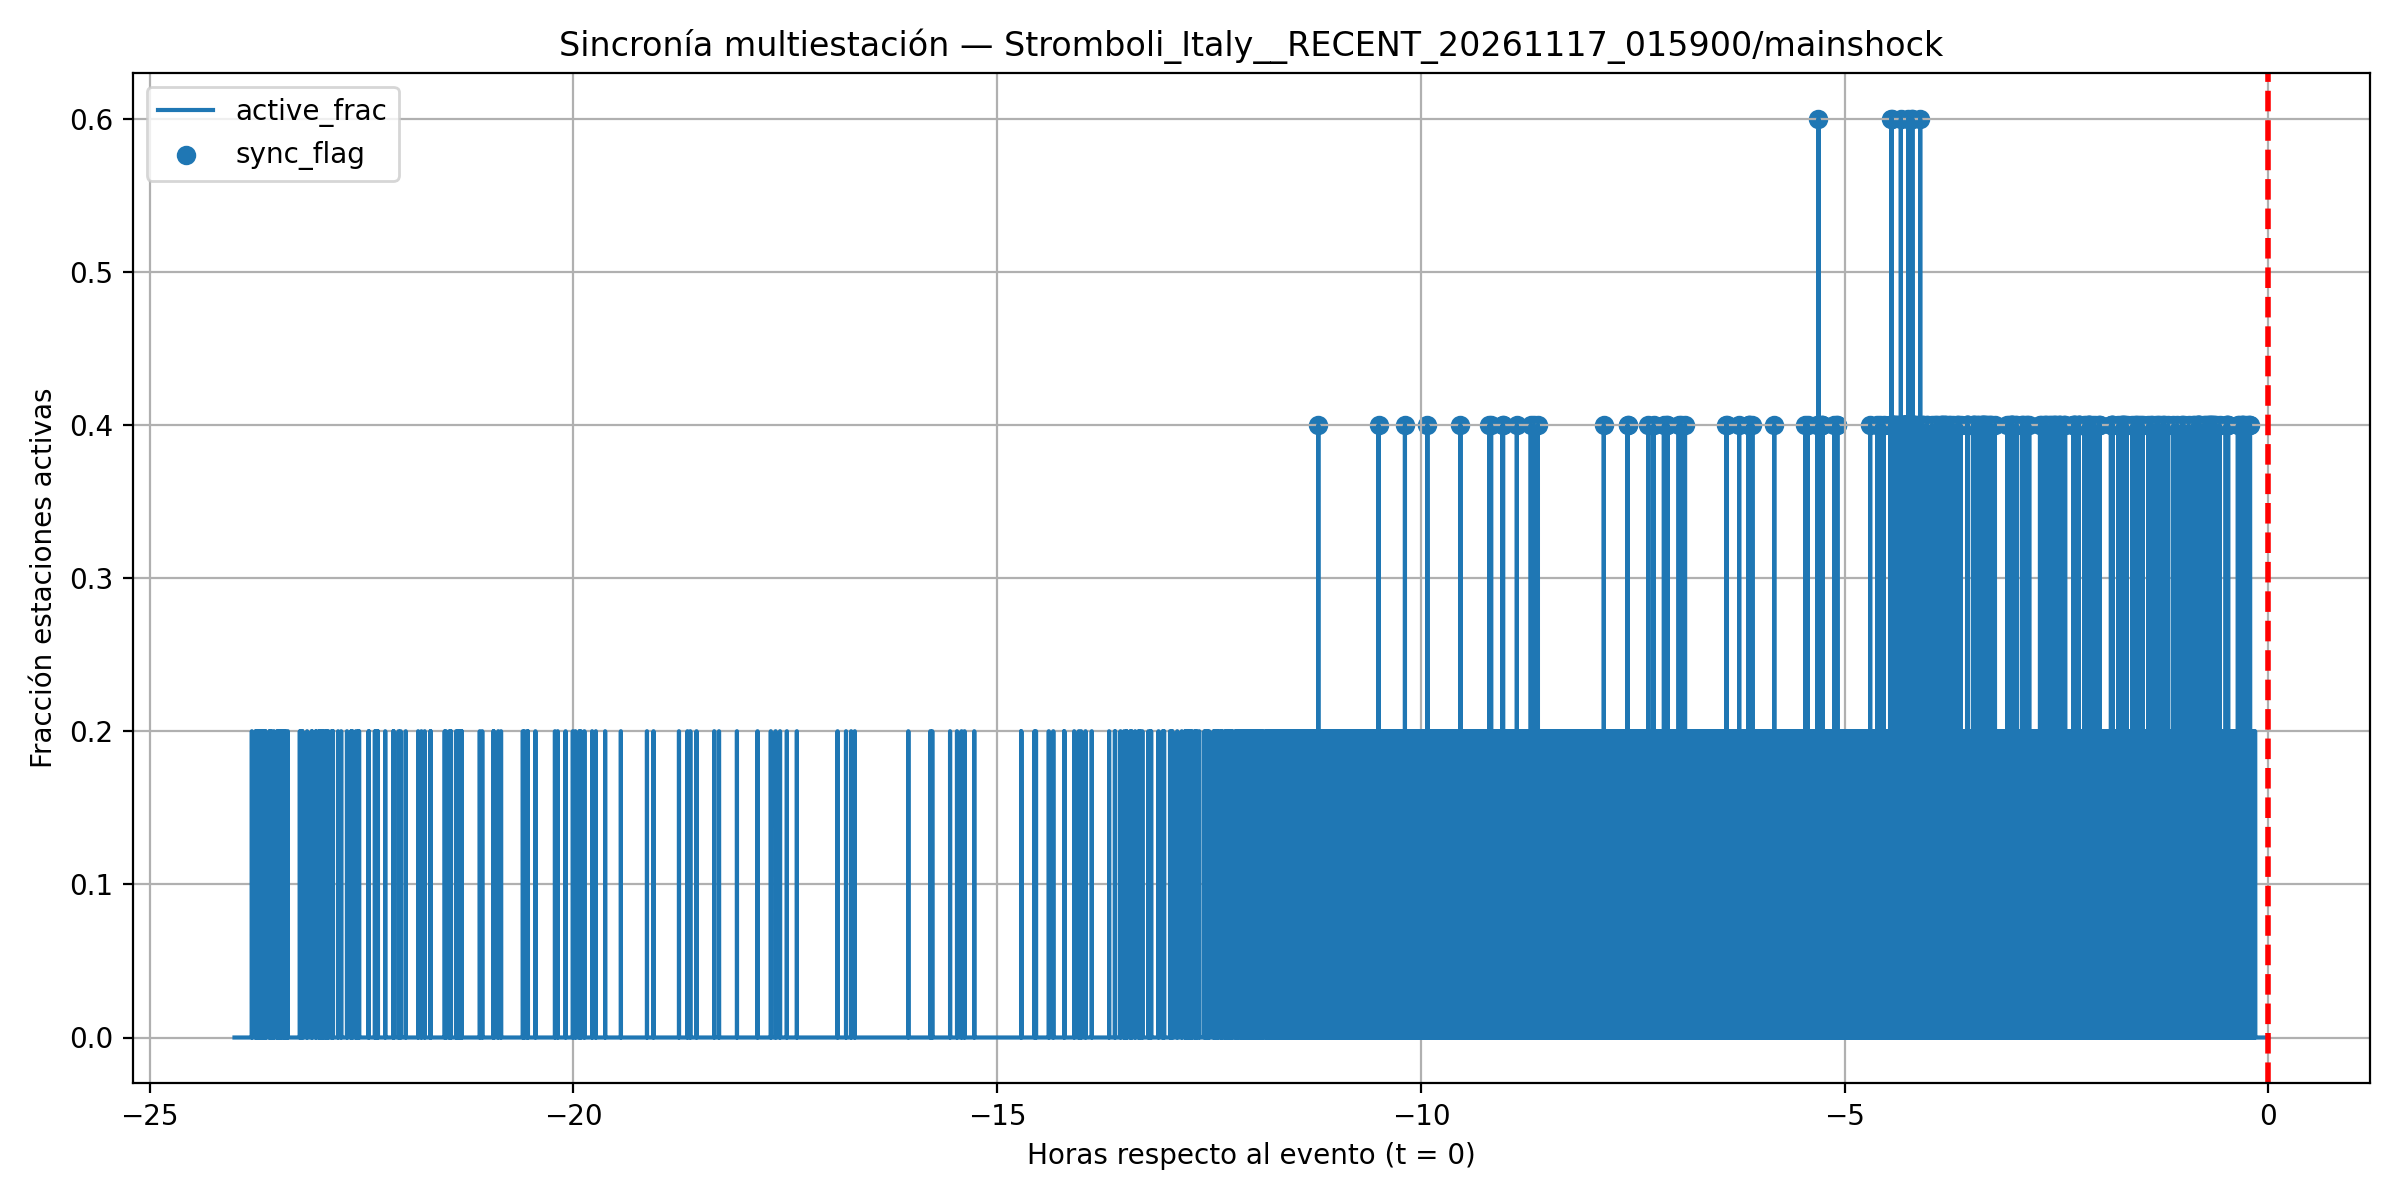 Sincronía multiestación — Stromboli_Italy__RECENT_20261117_015900/mainshock
active_frac
sync_flag
Fracción estaciones activas
0.6
0.5
0.4
0.3
0.2
0.1
0.0
−25
−20
−15
−10
−5
0
Horas respecto al evento (t = 0)